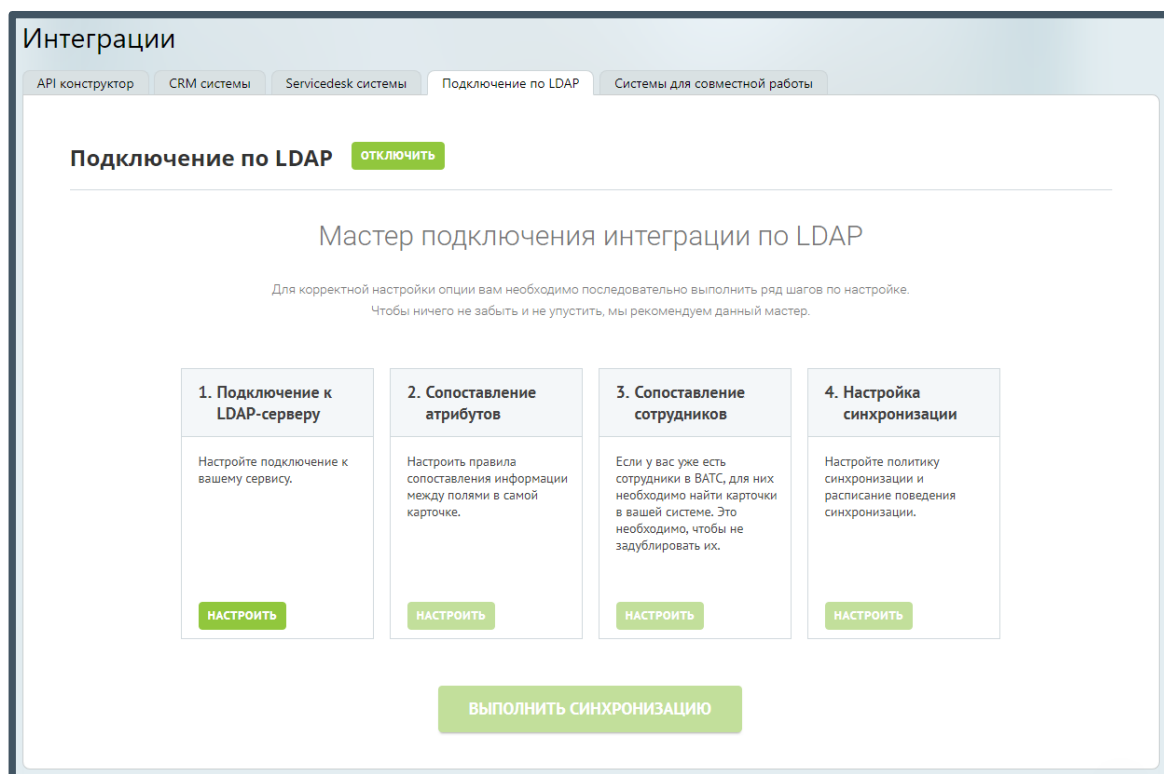 Интеграции
API конструктор
CRM системы
Servicedesk системы
Подключение по LDAP
Системы для совместной работы
Подключение по LDAP
ОТКЛЮЧИТЬ
Мастер подключения интеграции по LDAP
Для корректной настройки опции вам необходимо последовательно выполнить ряд шагов по настройке.
Чтобы ничего не забыть и не упустить, мы рекомендуем данный мастер.
1. Подключение к
LDAP-серверу
Настройте подключение к
вашему сервису.
НАСТРОИТЬ
2. Сопоставление
атрибутов
Настроить правила
сопоставления информации
между полями в самой
карточке.
НАСТРОИТЬ
3. Сопоставление
сотрудников
Если у вас уже есть
сотрудники в ВАТС, для них
необходимо найти карточки
в вашей системе. Это
необходимо, чтобы не
задублировать их.
НАСТРОИТЬ
4. Настройка
синхронизации
Настройте политику
синхронизации и
расписание поведения
синхронизации.
НАСТРОИТЬ
ВЫПОЛНИТЬ СИНХРОНИЗАЦИЮ